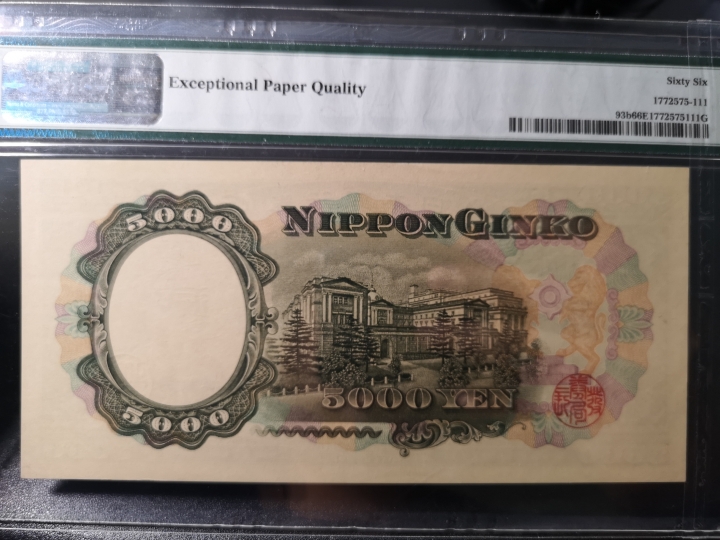 Exceptional Paper Quality
Sixty Six
1772575-111
93b66E1772575111G
5000
NIPPON GINKO
5000 YEN
5000